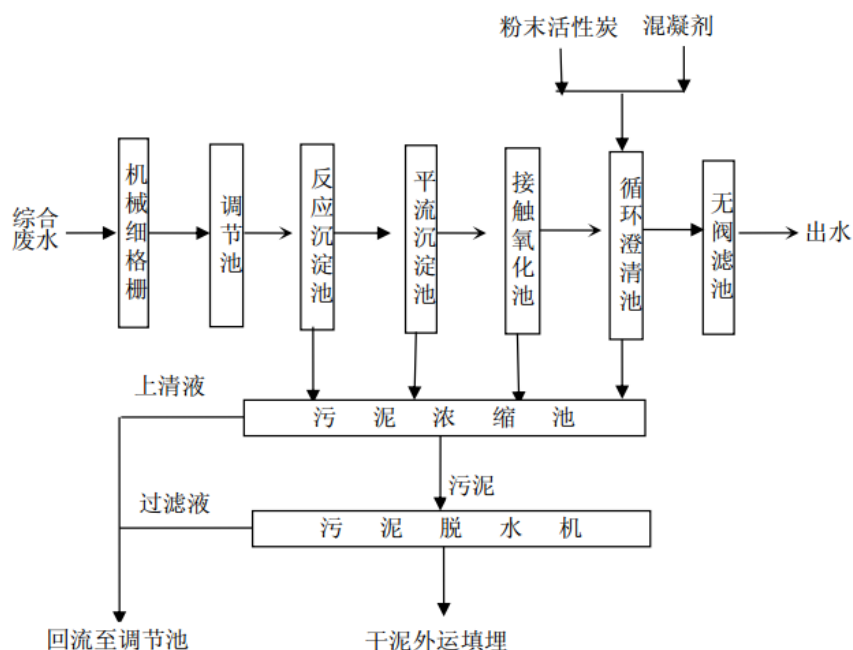 粉末活性炭
混凝剂
综合
废水
机械细格栅
调节池
反应沉淀池
平流沉淀池
接触氧化池
循环澄清池
无阀滤池
出水
上清液
污泥浓缩池
污泥
过滤液
污泥脱水机
回流至调节池
干泥外运填埋